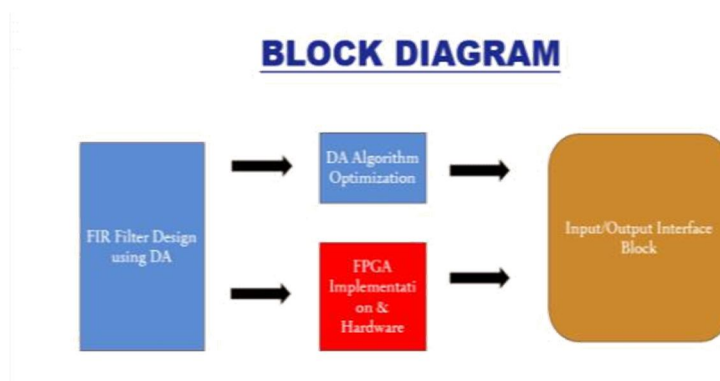 BLOCK DIAGRAM
FIR Filter Design
using DA
DA Algorithm
Optimization
FPGA
Implementati
on &
Hardware
Input/Output Interface
Block